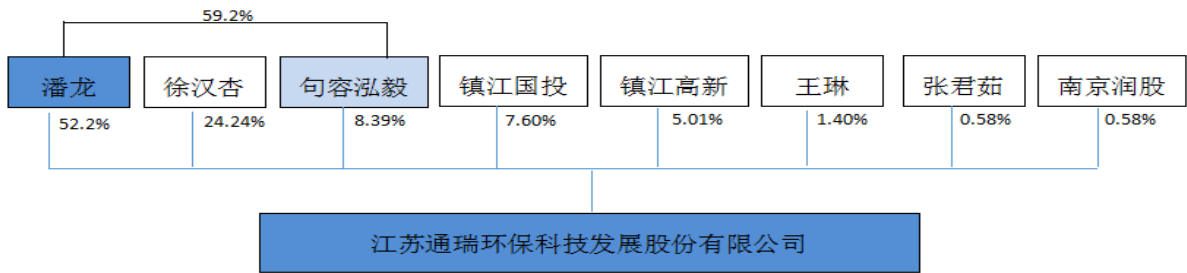 59.2%
潘龙 徐汉杏 句容泓毅 镇江国投 镇江高新 王琳 张君茹 南京润股
52.2% 24.24% 8.39% 7.60% 5.01% 1.40% 0.58% 0.58%
江苏通瑞环保科技发展股份有限公司